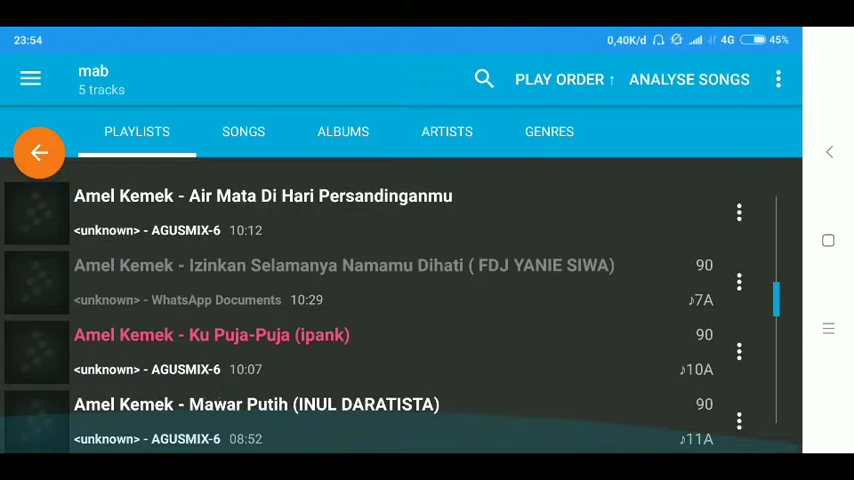 23:54 0,40K/d 4G 45%
mab
5 tracks
PLAY ORDER ↑ ANALYSE SONGS
PLAYLISTS SONGS ALBUMS ARTISTS GENRES
Amel Kemek - Air Mata Di Hari Persandinganmu
<unknown> - AGUSMIX-6 10:12
Amel Kemek - Izinkan Selamanya Namamu Dihati ( FDJ YANIE SIWA) 90
<unknown> - WhatsApp Documents 10:29 ♪7A
Amel Kemek - Ku Puja-Puja (ipank) 90
<unknown> - AGUSMIX-6 10:07 ♪10A
Amel Kemek - Mawar Putih (INUL DARATISTA) 90
<unknown> - AGUSMIX-6 08:52 ♪11A